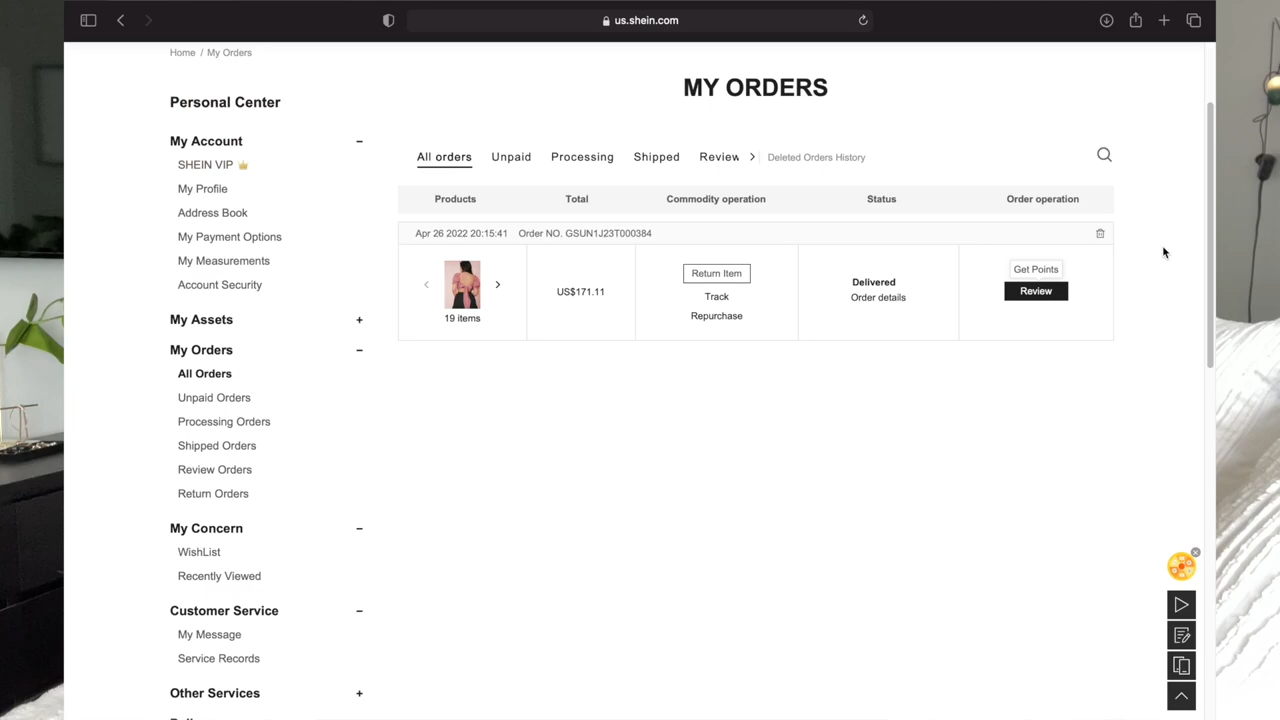 us.shein.com
Home / My Orders
MY ORDERS
Personal Center
My Account
SHEIN VIP
My Profile
Address Book
My Payment Options
My Measurements
Account Security
My Assets
My Orders
All Orders
Unpaid Orders
Processing Orders
Shipped Orders
Review Orders
Return Orders
My Concern
WishList
Recently Viewed
Customer Service
My Message
Service Records
Other Services
All orders Unpaid Processing Shipped Review Deleted Orders History
Products Total Commodity operation Status Order operation
Apr 26 2022 20:15:41 Order NO. GSUN1J23T000384
19 items
US$171.11
Return Item
Track
Repurchase
Delivered
Order details
Get Points
Review